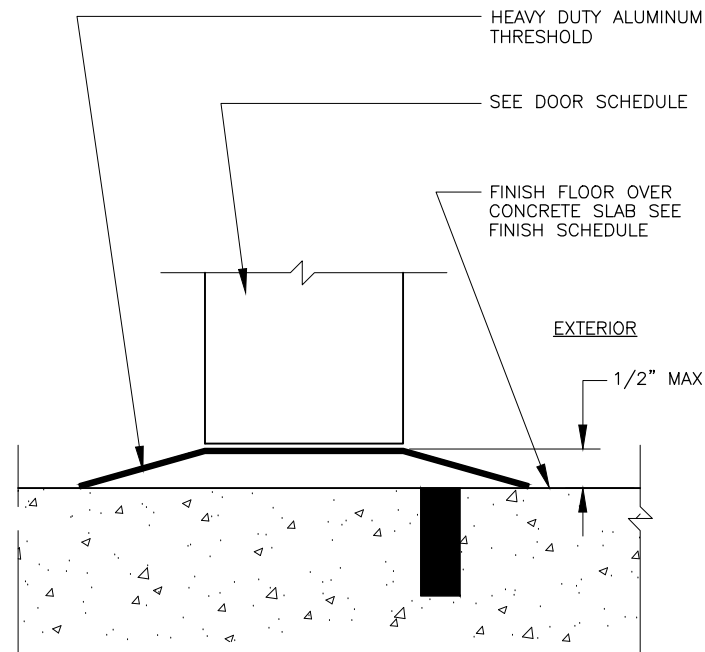 HEAVY DUTY ALUMINUM
THRESHOLD
SEE DOOR SCHEDULE
FINISH FLOOR OVER
CONCRETE SLAB SEE
FINISH SCHEDULE
EXTERIOR
1/2” MAX